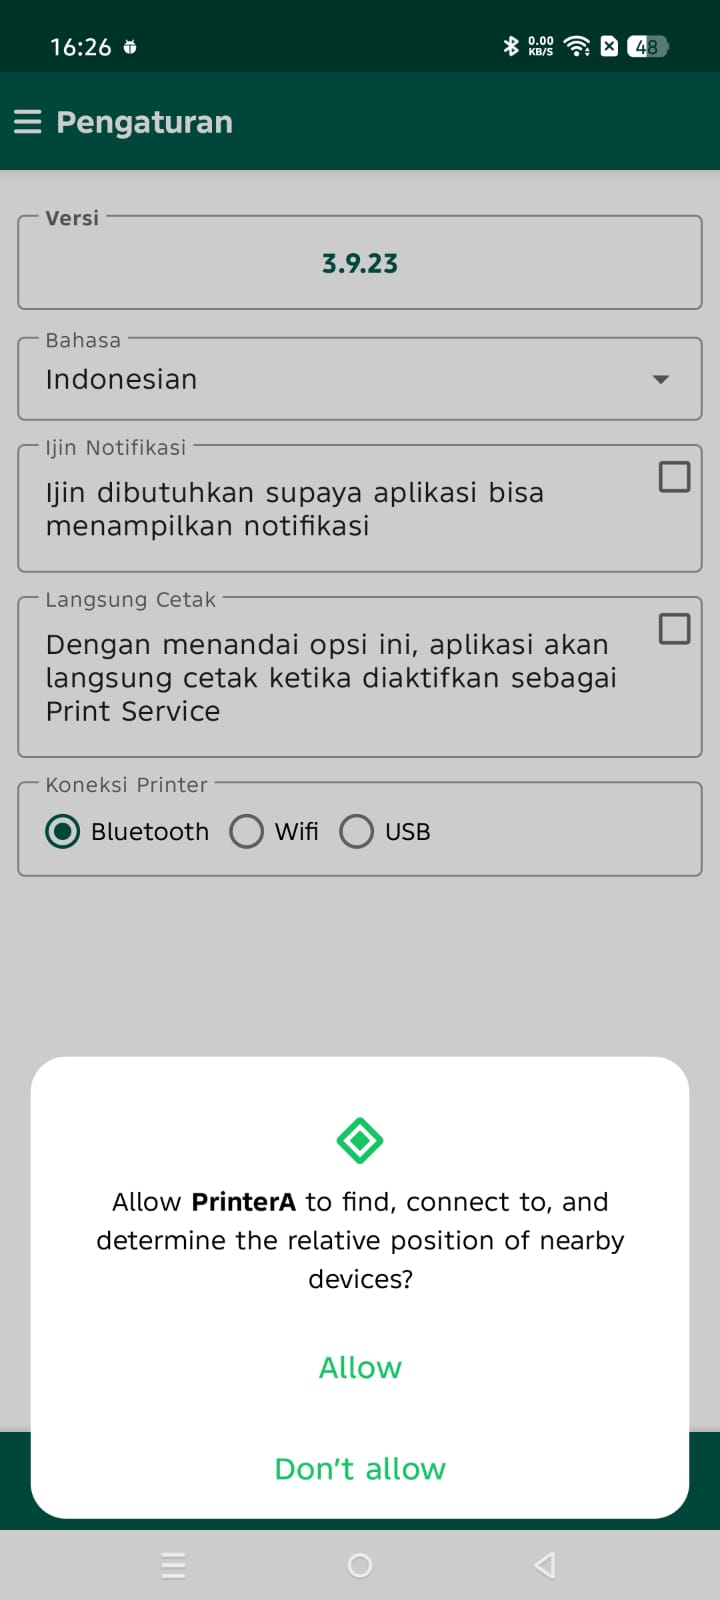 16:26
0.00
KB/S
48
Pengaturan
Versi
3.9.23
Bahasa
Indonesian
Ijin Notifikasi
Ijin dibutuhkan supaya aplikasi bisa
menampilkan notifikasi
Langsung Cetak
Dengan menandai opsi ini, aplikasi akan
langsung cetak ketika diaktifkan sebagai
Print Service
Koneksi Printer
Bluetooth Wifi USB
Allow PrinterA to find, connect to, and
determine the relative position of nearby
devices?
Allow
Don’t allow